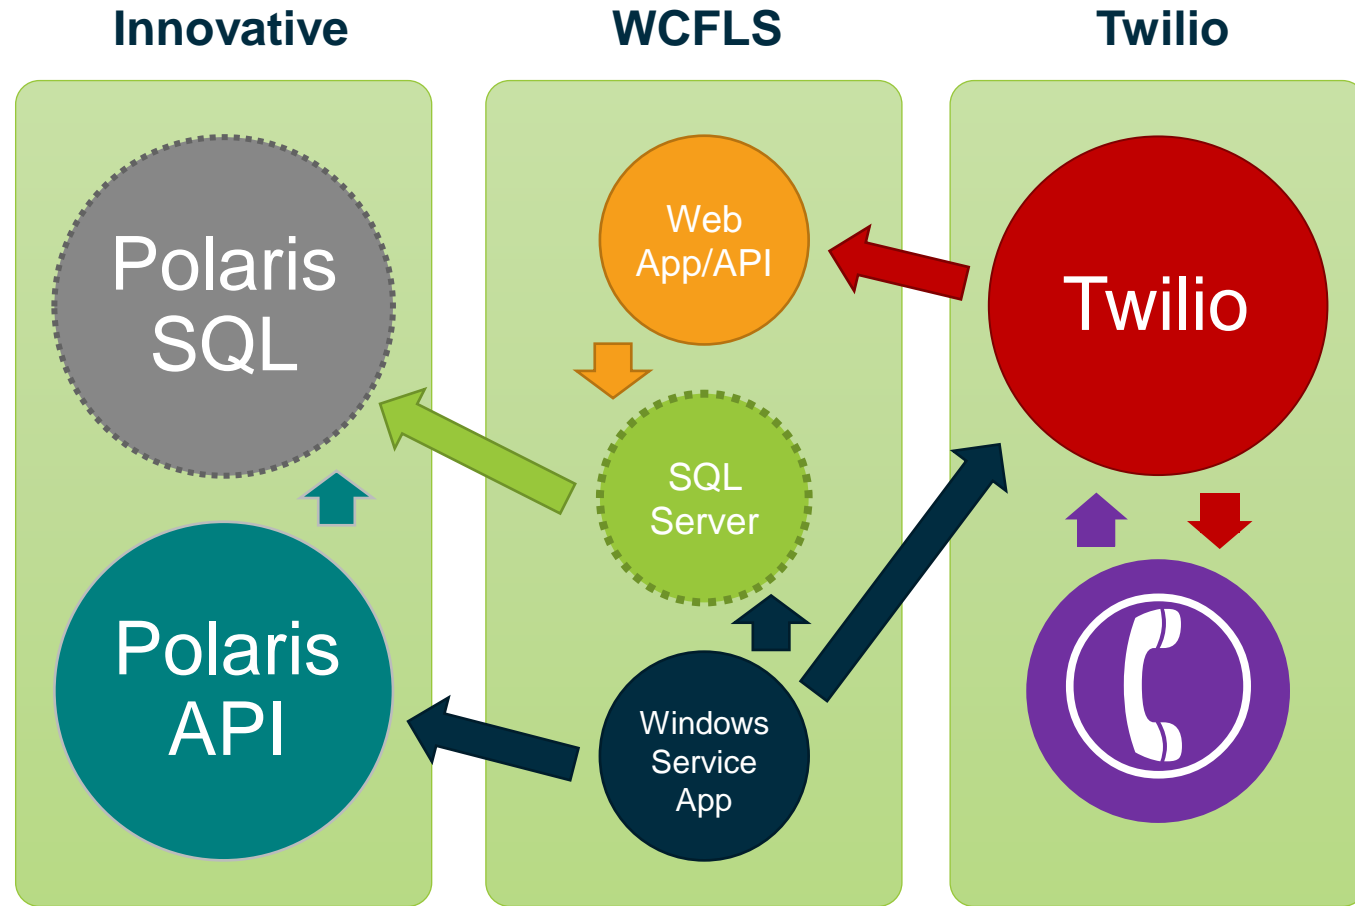 Innovative
WCFLS
Twilio
Polaris
SQL
Polaris
API
Web
App/API
SQL
Server
Windows
Service
App
Twilio